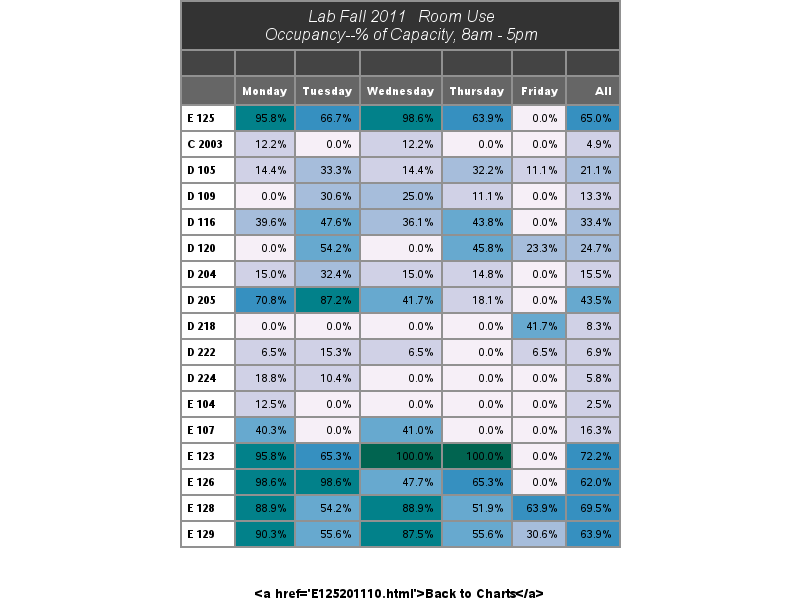 Lab Fall 2011 Room Use
Occupancy--% of Capacity, 8am - 5pm
Monday Tuesday Wednesday Thursday Friday All
E 125 95.8% 66.7% 98.6% 63.9% 0.0% 65.0%
C 2003 12.2% 0.0% 12.2% 0.0% 0.0% 4.9%
D 105 14.4% 33.3% 14.4% 32.2% 11.1% 21.1%
D 109 0.0% 30.6% 25.0% 11.1% 0.0% 13.3%
D 116 39.6% 47.6% 36.1% 43.8% 0.0% 33.4%
D 120 0.0% 54.2% 0.0% 45.8% 23.3% 24.7%
D 204 15.0% 32.4% 15.0% 14.8% 0.0% 15.5%
D 205 70.8% 87.2% 41.7% 18.1% 0.0% 43.5%
D 218 0.0% 0.0% 0.0% 0.0% 41.7% 8.3%
D 222 6.5% 15.3% 6.5% 0.0% 6.5% 6.9%
D 224 18.8% 10.4% 0.0% 0.0% 0.0% 5.8%
E 104 12.5% 0.0% 0.0% 0.0% 0.0% 2.5%
E 107 40.3% 0.0% 41.0% 0.0% 0.0% 16.3%
E 123 95.8% 65.3% 100.0% 100.0% 0.0% 72.2%
E 126 98.6% 98.6% 47.7% 65.3% 0.0% 62.0%
E 128 88.9% 54.2% 88.9% 51.9% 63.9% 69.5%
E 129 90.3% 55.6% 87.5% 55.6% 30.6% 63.9%
<a href='E125201110.html'>Back to Charts</a>